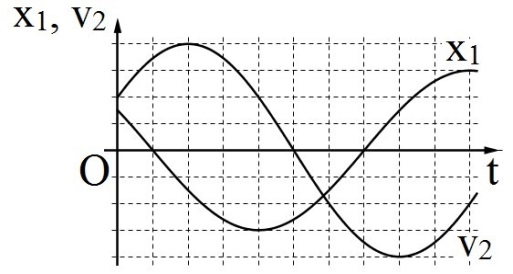 x₁, v₂
x₁
O
t
v₂